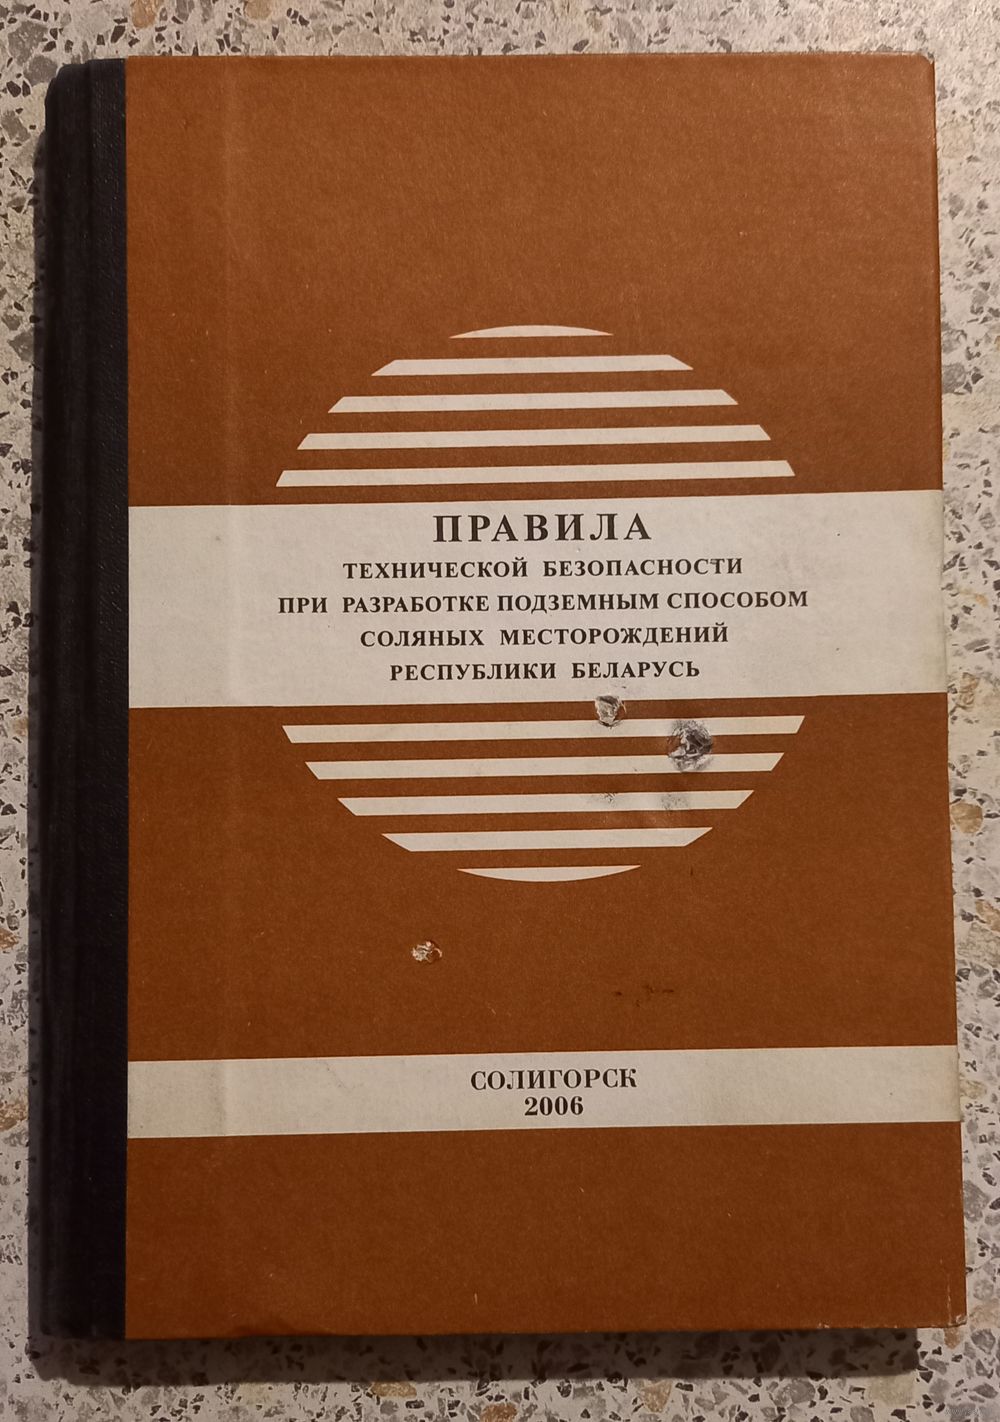 ПРАВИЛА
ТЕХНИЧЕСКОЙ БЕЗОПАСНОСТИ
ПРИ РАЗРАБОТКЕ ПОДЗЕМНЫМ СПОСОБОМ
СОЛЯНЫХ МЕСТОРОЖДЕНИЙ
РЕСПУБЛИКИ БЕЛАРУСЬ
СОЛИГОРСК
2006